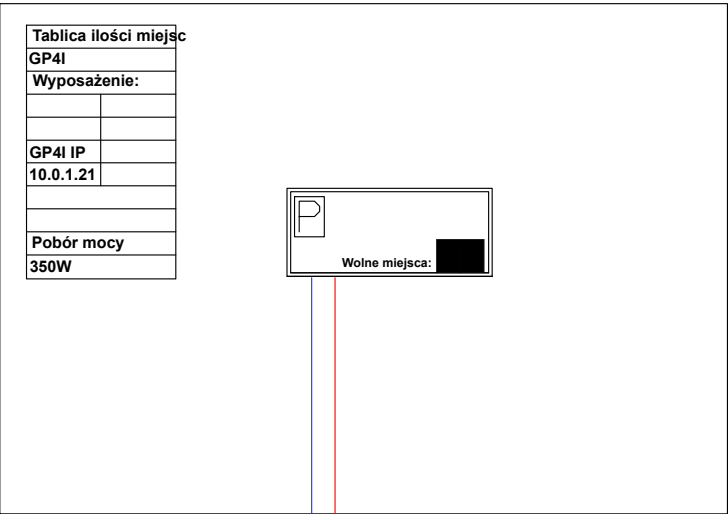 Tablica ilości miejsc
GP4I
Wyposażenie:
GP4I IP
10.0.1.21
Pobór mocy
350W
P
Wolne miejsca: